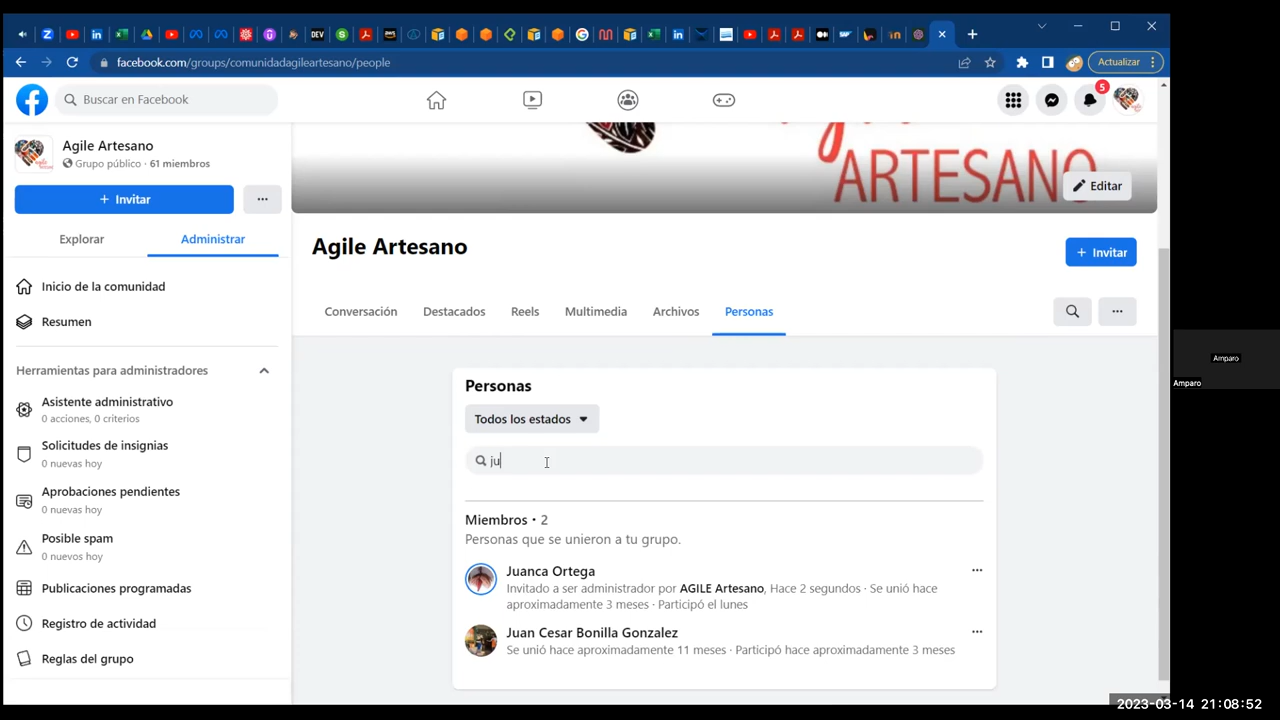 DEV
aws
facebook.com/groups/comunidadagileartesano/people
Actualizar
Buscar en Facebook
5
Agile Artesano
Grupo público · 61 miembros
+ Invitar
...
Explorar
Administrar
Inicio de la comunidad
Resumen
Herramientas para administradores
Asistente administrativo
0 acciones, 0 criterios
Solicitudes de insignias
0 nuevas hoy
Aprobaciones pendientes
0 nuevas hoy
Posible spam
0 nuevos hoy
Publicaciones programadas
Registro de actividad
Reglas del grupo
ARTESANO
Editar
Agile Artesano
+ Invitar
Conversación
Destacados
Reels
Multimedia
Archivos
Personas
...
Personas
Todos los estados
ju
Miembros · 2
Personas que se unieron a tu grupo.
Juanca Ortega
...
Invitado a ser administrador por AGILE Artesano, Hace 2 segundos · Se unió hace
aproximadamente 3 meses · Participó el lunes
Juan Cesar Bonilla Gonzalez
...
Se unió hace aproximadamente 11 meses · Participó hace aproximadamente 3 meses
Amparo
Amparo
2023-03-14 21:08:52